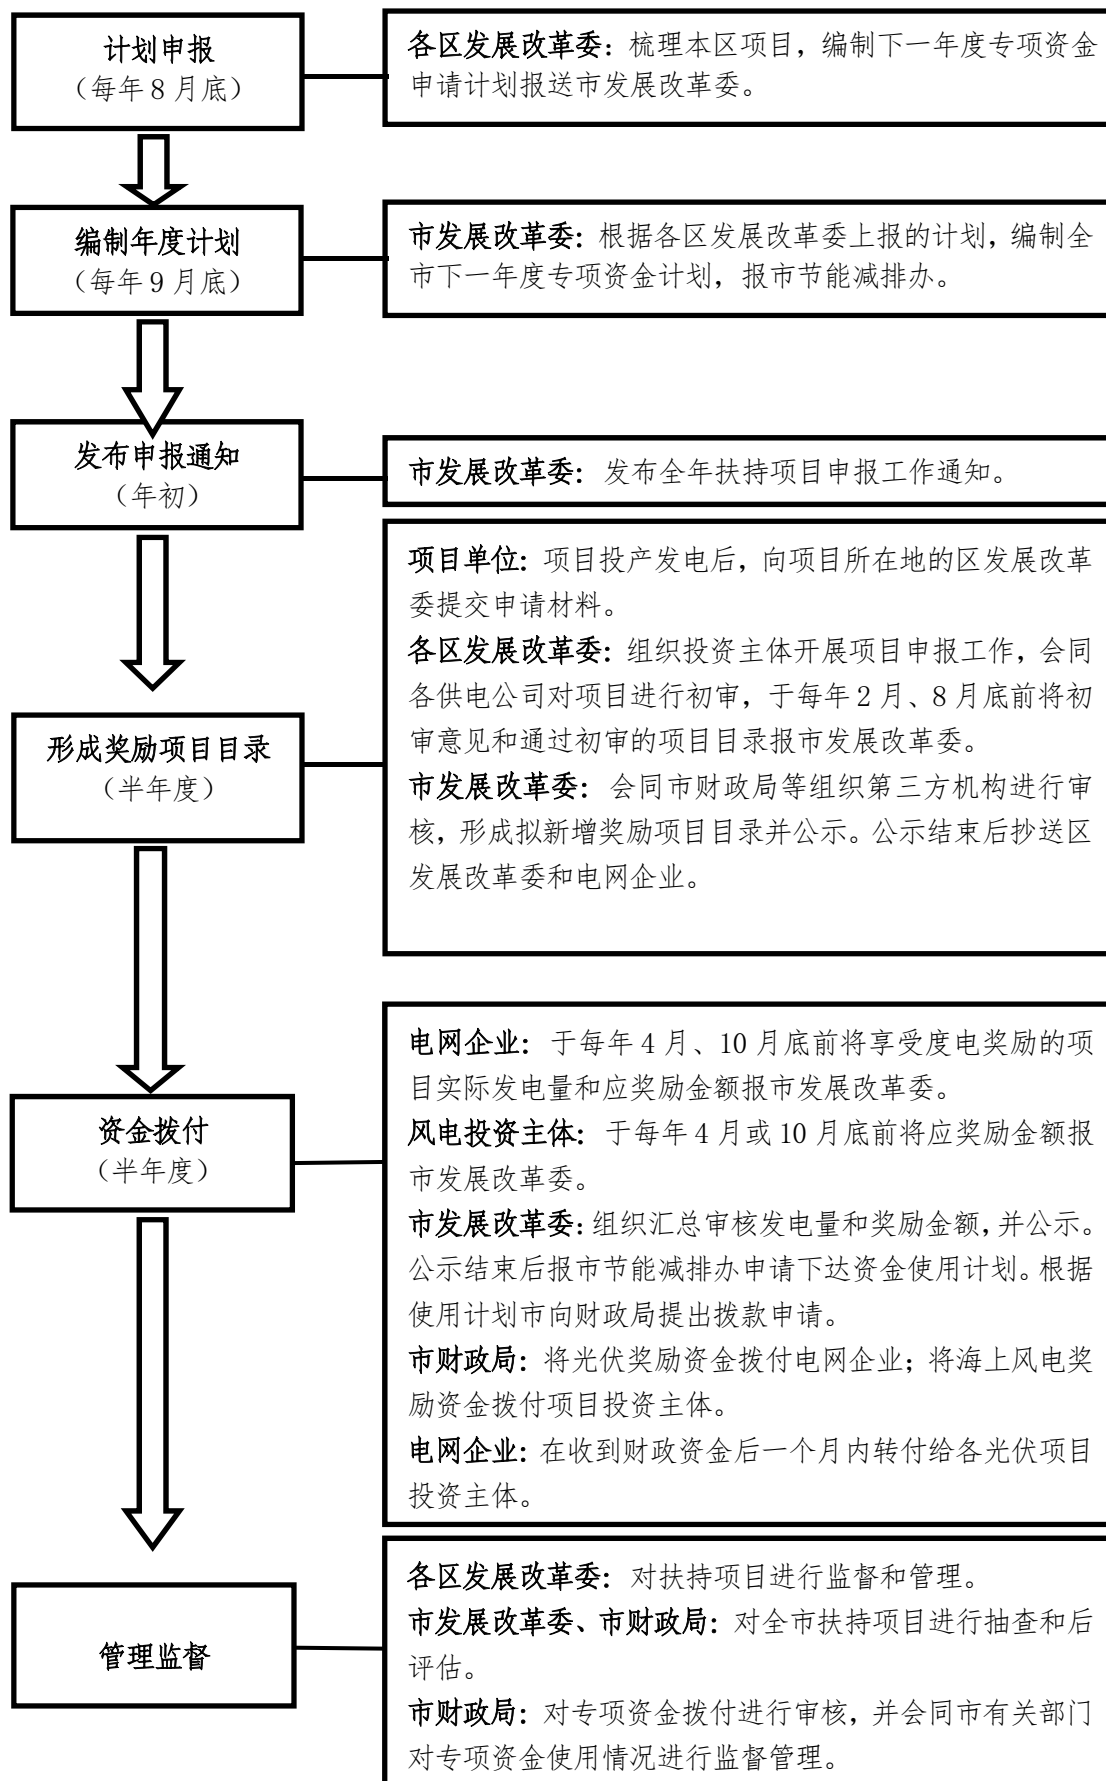 计划申报
（每年 8 月底）
各区发展改革委：梳理本区项目，编制下一年度专项资金
申请计划报送市发展改革委。
编制年度计划
（每年 9 月底）
市发展改革委：根据各区发展改革委上报的计划，编制全
市下一年度专项资金计划，报市节能减排办。
发布申报通知
（年初）
市发展改革委：发布全年扶持项目申报工作通知。
形成奖励项目目录
（半年度）
项目单位：项目投产发电后，向项目所在地的区发展改革
委提交申请材料。
各区发展改革委：组织投资主体开展项目申报工作，会同
各供电公司对项目进行初审，于每年 2 月、8 月底前将初
审意见和通过初审的项目目录报市发展改革委。
市发展改革委：会同市财政局等组织第三方机构进行审
核，形成拟新增奖励项目目录并公示。公示结束后抄送区
发展改革委和电网企业。
资金拨付
（半年度）
电网企业：于每年 4 月、10 月底前将享受度电奖励的项
目实际发电量和应奖励金额报市发展改革委。
风电投资主体：于每年 4 月或 10 月底前将应奖励金额报
市发展改革委。
市发展改革委：组织汇总审核发电量和奖励金额，并公示。
公示结束后报市节能减排办申请下达资金使用计划。根据
使用计划市向财政局提出拨款申请。
市财政局：将光伏奖励资金拨付电网企业；将海上风电奖
励资金拨付项目投资主体。
电网企业：在收到财政资金后一个月内转付给各光伏项目
投资主体。
管理监督
各区发展改革委：对扶持项目进行监督和管理。
市发展改革委、市财政局：对全市扶持项目进行抽查和后
评估。
市财政局：对专项资金拨付进行审核，并会同市有关部门
对专项资金使用情况进行监督管理。